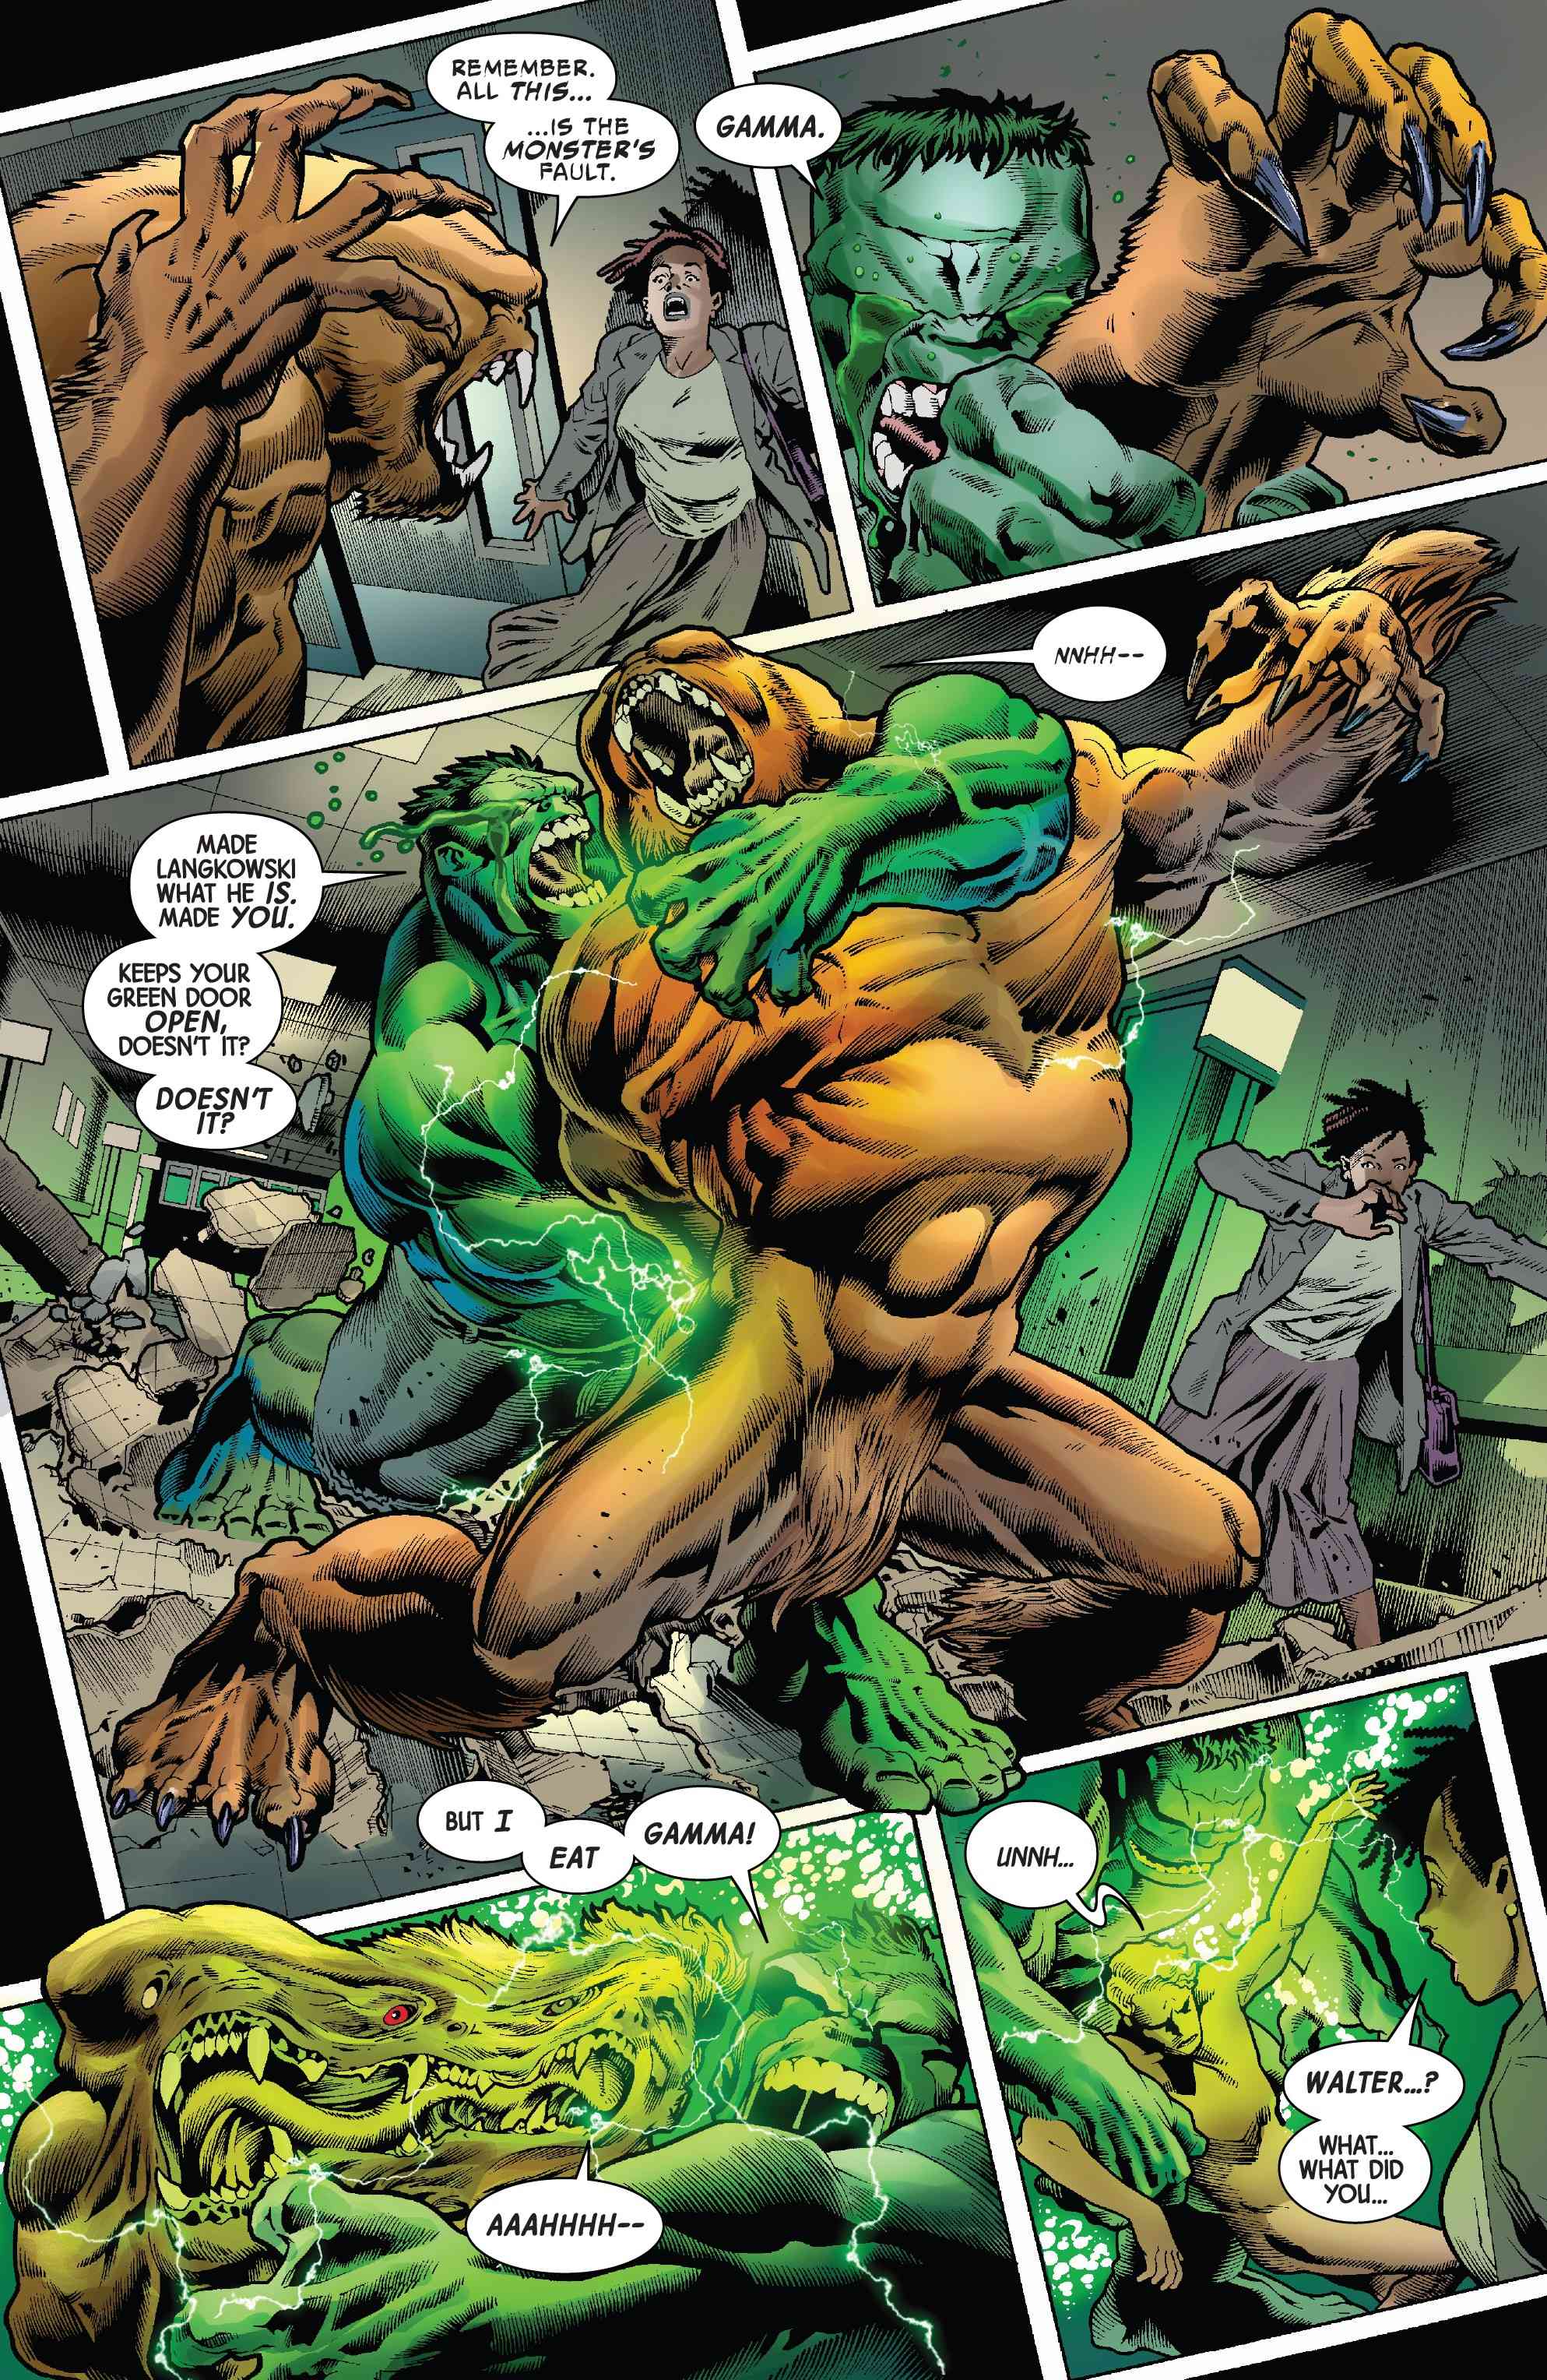 REMEMBER.
ALL THIS...
...IS THE
MONSTER'S
FAULT.
GAMMA.
NNHH--
MADE
LANGKOWSKI
WHAT HE IS.
MADE YOU.
KEEPS YOUR
GREEN DOOR
OPEN,
DOESN'T IT?
DOESN'T
IT?
BUT I
EAT
GAMMA!
AAAHHHH--
UNNH...
WALTER...?
WHAT...
WHAT DID
YOU...